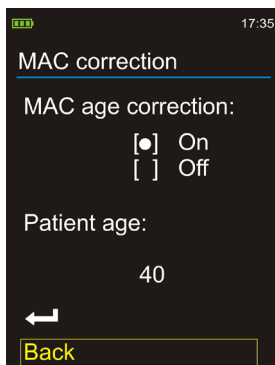 17:35
MAC correction
MAC age correction:
[●] On
[ ] Off
Patient age:
40
Back